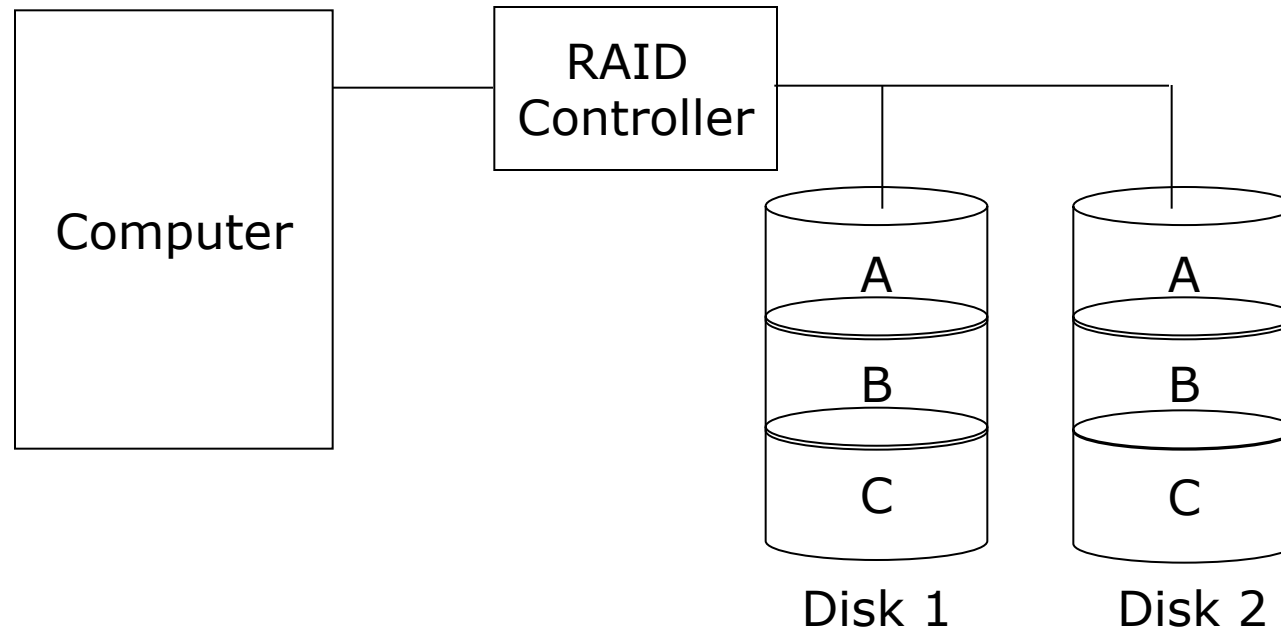 RAID
Controller
Computer
A
A
B
B
C
C
Disk 1
Disk 2